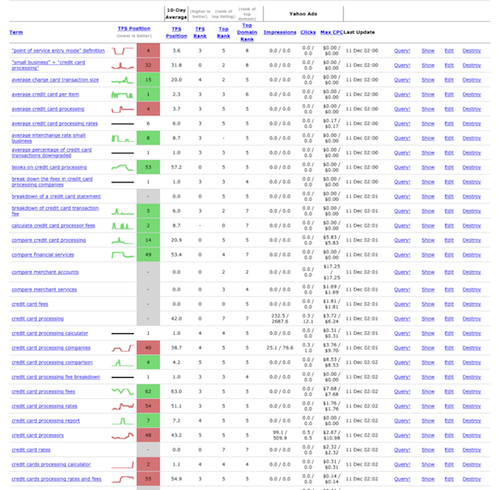 10-Day Average (higher is better) (rank of top listing) (rank of top domain) Yahoo Ads
Term TFS Position (lower is better) TFS Position TFS Rank Top Rank Top Domain Rank Impressions Clicks Max CPC Last Update
"point of service entry mode" definition 4 3.6 3 5 8 0.0 / 0.0 0.0 / 0.0 $0.00 / $0.00 11 Dec 02:00 Query! Show Edit Destroy
"small business" + "credit card processing" 32 31.8 0 2 8 0.0 / 0.0 0.0 / 0.0 $0.00 / $0.00 11 Dec 02:00 Query! Show Edit Destroy
average charge card transaction size 15 20.0 4 2 5 0.0 / 0.0 0.0 / 0.0 $0.00 / $0.00 11 Dec 02:00 Query! Show Edit Destroy
average credit card per item 1 2.3 3 3 6 0.0 / 0.0 0.0 / 0.0 $0.00 / $0.00 11 Dec 02:00 Query! Show Edit Destroy
average credit card processing 4 3.7 3 5 5 0.0 / 0.0 0.0 / 0.0 $0.00 / $0.00 11 Dec 02:00 Query! Show Edit Destroy
average credit card processing rates 6 6.0 3 5 5 0.0 / 0.0 0.0 / 0.0 $0.17 / $0.17 11 Dec 02:00 Query! Show Edit Destroy
average interchange rate small business 8 8.7 3 5 5 0.0 / 0.0 0.0 / 0.0 $0.00 / $0.00 11 Dec 02:00 Query! Show Edit Destroy
average percentage of credit card transactions downgraded 1 1.0 3 3 5 0.0 / 0.0 0.0 / 0.0 $0.00 / $0.00 11 Dec 02:00 Query! Show Edit Destroy
books on credit card processing 53 57.2 0 5 5 0.0 / 0.0 0.0 / 0.0 $0.00 / $0.00 11 Dec 02:00 Query! Show Edit Destroy
break down the fees in credit card processing companies 1 1.0 3 3 4 0.0 / 0.0 0.0 / 0.0 $0.00 / $0.00 11 Dec 02:00 Query! Show Edit Destroy
breakdown of a credit card statement - 0.0 0 5 5 0.0 / 0.0 0.0 / 0.0 $0.00 / $0.00 11 Dec 02:01 Query! Show Edit Destroy
breakdown of credit card transaction fee 5 6.0 3 2 7 0.0 / 0.0 0.0 / 0.0 $0.00 / $0.00 11 Dec 02:01 Query! Show Edit Destroy
calculate credit card processor fees 2 8.7 - 0 7 0.0 / 0.0 0.0 / 0.0 $0.00 / $0.00 11 Dec 02:01 Query! Show Edit Destroy
compare credit card processing 14 20.9 0 5 5 0.0 / 0.0 0.0 / 0.0 $5.83 / $5.83 11 Dec 02:01 Query! Show Edit Destroy
compare financial services 49 53.4 0 4 7 0.0 / 0.0 0.0 / 0.0 $0.00 / $0.00 11 Dec 02:01 Query! Show Edit Destroy
compare merchant accounts - 0.0 0 2 2 0.0 / 0.0 0.0 / 0.0 $17.25 / $17.25 11 Dec 02:01 Query! Show Edit Destroy
compare merchant services - 0.0 0 3 4 0.0 / 0.0 0.0 / 0.0 $1.69 / $1.69 11 Dec 02:01 Query! Show Edit Destroy
credit card fees - 0.0 0 0 5 0.0 / 0.0 0.0 / 0.0 $1.81 / $1.81 11 Dec 02:01 Query! Show Edit Destroy
credit card processing - 42.0 0 7 7 232.5 / 2687.6 0.3 / 12.1 $3.72 / $6.24 11 Dec 02:01 Query! Show Edit Destroy
credit card processing calculator 1 1.0 4 4 5 0.0 / 0.0 0.0 / 0.0 $0.31 / $0.31 11 Dec 02:01 Query! Show Edit Destroy
credit card processing companies 40 38.7 4 5 5 25.1 / 76.6 $3.76 / $9.70 11 Dec 02:01 Query! Show Edit Destroy
credit card processing comparison 4 4.2 5 5 5 0.0 / 0.0 0.0 / 0.0 $8.53 / $8.53 11 Dec 02:01 Query! Show Edit Destroy
credit card processing fee breakdown 1 1.0 3 3 4 0.0 / 0.0 0.0 / 0.0 $0.00 / $0.00 11 Dec 02:02 Query! Show Edit Destroy
credit card processing fees 62 63.0 3 5 5 0.0 / 0.0 0.0 / 0.0 $7.68 / $7.68 11 Dec 02:02 Query! Show Edit Destroy
credit card processing rates 54 51.1 3 5 5 0.0 / 0.0 0.0 / 0.0 $1.76 / $1.76 11 Dec 02:02 Query! Show Edit Destroy
credit card processing report 7 7.2 4 5 5 0.0 / 0.0 0.0 / 0.0 $0.00 / $0.00 11 Dec 02:02 Query! Show Edit Destroy
credit card processors 48 43.2 5 5 5 99.1 / 509.9 0.5 / $2.67 / $10.98 11 Dec 02:02 Query! Show Edit Destroy
credit card rates - 0.0 0 7 7 0.0 / 0.0 0.0 / 0.0 $2.32 / $2.32 11 Dec 02:02 Query! Show Edit Destroy
credit cards processing calculator 2 1.1 4 4 4 0.0 / 0.0 0.0 / 0.0 $0.31 / $0.31 11 Dec 02:02 Query! Show Edit Destroy
credit cards processing rates and fees 55 54.9 3 5 5 0.0 / 0.0 0.0 / 0.0 $0.14 / $0.14 11 Dec 02:02 Query! Show Edit Destroy